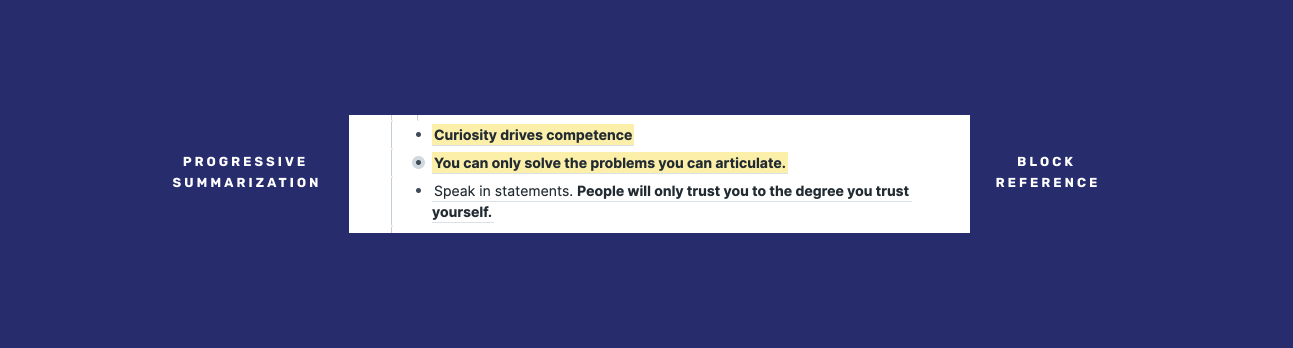 PROGRESSIVE
SUMMARIZATION
Curiosity drives competence
You can only solve the problems you can articulate.
Speak in statements. People will only trust you to the degree you trust
yourself.
BLOCK
REFERENCE